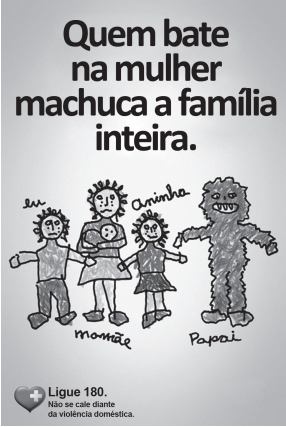 Quem bate
na mulher
machuca a família
inteira.
eu
aninha
mamãe
Papai
Ligue 180.
Não se cale diante
da violência doméstica.